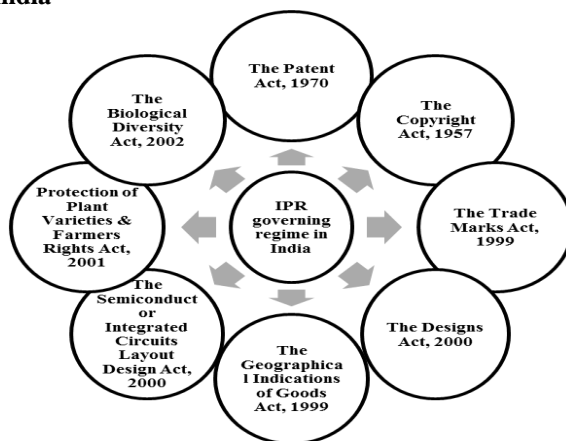 The Patent
Act, 1970
The
Copyright
Act, 1957
The Trade
Marks Act,
1999
The Designs
Act, 2000
The
Geographica
l Indications
of Goods
Act, 1999
The
Semiconduct
or
Integrated
Circuits
Layout
Design Act,
2000
Protection of
Plant
Varieties &
Farmers
Rights Act,
2001
The
Biological
Diversity
Act, 2002
IPR
governing
regime in
India